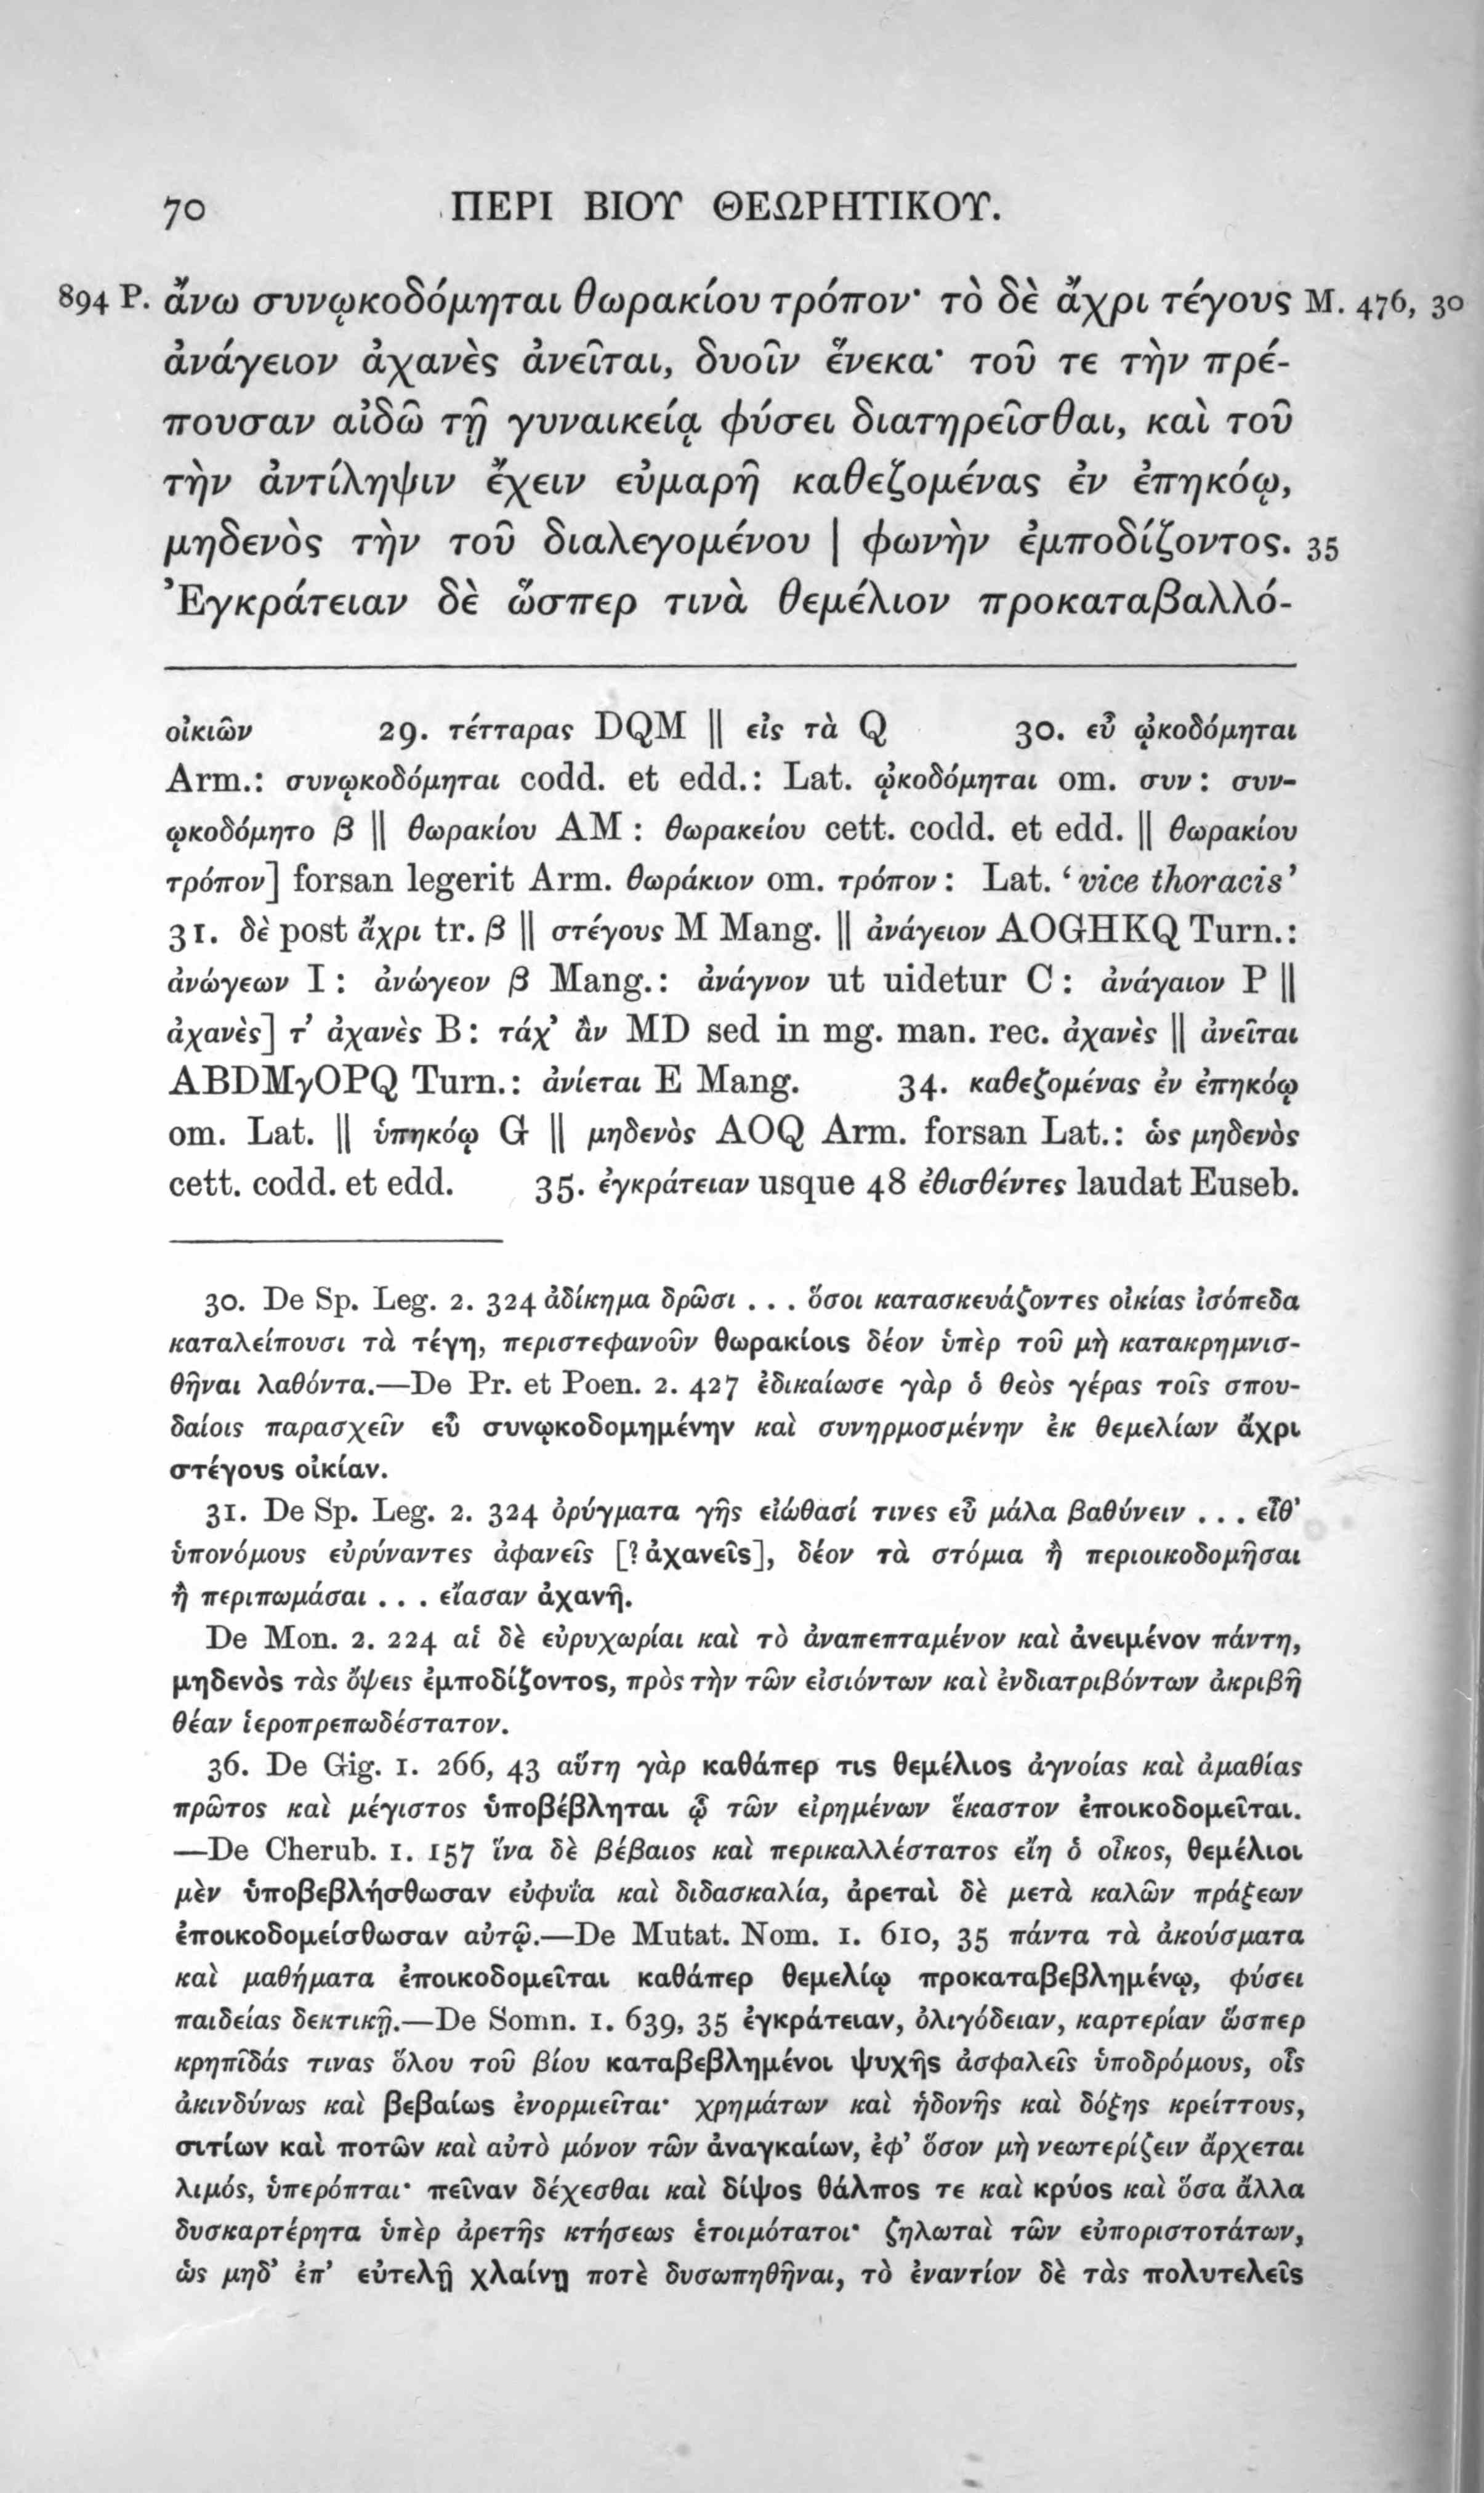 70 ΠΕΡΙ ΒΙΟΥ ΘΕΩΡΗΤΙΚΟΥ.
894 P. ἄνω συνῳκοδόμηται θωρακίου τρόπον· τὸ δὲ ἄχρι τέγους M. 476, 30
ἀνάγειον ἀχανὲς ἀνεῖται, δυοῖν ἕνεκα· τοῦ τε τὴν πρέ-
πουσαν αἰδῶ τῇ γυναικείᾳ φύσει διατηρεῖσθαι, καὶ τοῦ
τὴν ἀντίληψιν ἔχειν εὐμαρῆ καθεζομένας ἐν ἐπηκόῳ,
μηδενὸς τὴν τοῦ διαλεγομένου | φωνὴν ἐμποδίζοντος. 35
Ἐγκράτειαν δὲ ὥσπερ τινὰ θεμέλιον προκαταβαλλό-
οἰκιῶν 29. τέτταρας DQM || εἰς τὰ Q 30. εὖ ᾠκοδόμηται
Arm.: συνῳκοδόμηται codd. et edd.: Lat. ᾠκοδόμηται om. συν: συν-
ῳκοδόμητο β || θωρακίου AM: θωρακείου cett. codd. et edd. || θωρακίου
τρόπον] forsan legerit Arm. θωράκιον om. τρόπον: Lat. ‘vice thoracis’
31. δὲ post ἄχρι tr. β || στέγους M Mang. || ἀνάγειον AOGHKQ Turn.:
ἀνώγεων I: ἀνώγεον β Mang.: ἀνάγνον ut uidetur C: ἀνάγαιον P ||
ἀχανὲς] τ’ ἀχανὲς B: τάχ’ ἂν MD sed in mg. man. rec. ἀχανὲς || ἀνεῖται
ABDMγOPQ Turn.: ἀνίεται E Mang. 34. καθεζομένας ἐν ἐπηκόῳ
om. Lat. || ὑπηκόῳ G || μηδενὸς AOQ Arm. forsan Lat.: ὡς μηδενὸς
cett. codd. et edd. 35. ἐγκράτειαν usque 48 ἐθισθέντες laudat Euseb.
30. De Sp. Leg. 2. 324 ἀδίκημα δρῶσι . . . ὅσοι κατασκευάζοντες οἰκίας ἰσόπεδα
καταλείπουσι τὰ τέγη, περιστεφανοῦν θωρακίοις δέον ὑπὲρ τοῦ μὴ κατακρημνισ-
θῆναι λαθόντα.—De Pr. et Poen. 2. 427 ἐδικαίωσε γὰρ ὁ θεὸς γέρας τοῖς σπου-
δαίοις παρασχεῖν εὖ συνῳκοδομημένην καὶ συνηρμοσμένην ἐκ θεμελίων ἄχρι
στέγους οἰκίαν.
31. De Sp. Leg. 2. 324 ὀρύγματα γῆς εἰώθασί τινες εὖ μάλα βαθύνειν . . . εἶθ’
ὑπονόμους εὐρύναντες ἀφανεῖς [? ἀχανεῖς], δέον τὰ στόμια ἢ περιοικοδομῆσαι
ἢ περιπωμάσαι . . . εἴασαν ἀχανῆ.
De Mon. 2. 224 αἱ δὲ εὐρυχωρίαι καὶ τὸ ἀναπεπταμένον καὶ ἀνειμένον πάντῃ,
μηδενὸς τὰς ὄψεις ἐμποδίζοντος, πρὸς τὴν τῶν εἰσιόντων καὶ ἐνδιατριβόντων ἀκριβῆ
θέαν ἱεροπρεπωδέστατον.
36. De Gig. 1. 266, 43 αὕτη γὰρ καθάπερ τις θεμέλιος ἀγνοίας καὶ ἀμαθίας
πρῶτος καὶ μέγιστος ὑποβέβληται ᾧ τῶν εἰρημένων ἕκαστον ἐποικοδομεῖται.
—De Cherub. 1. 157 ἵνα δὲ βέβαιος καὶ περικαλλέστατος εἴη ὁ οἶκος, θεμέλιοι
μὲν ὑποβεβλήσθωσαν εὐφυΐα καὶ διδασκαλία, ἀρεταὶ δὲ μετὰ καλῶν πράξεων
ἐποικοδομείσθωσαν αὐτῷ.—De Mutat. Nom. 1. 610, 35 πάντα τὰ ἀκούσματα
καὶ μαθήματα ἐποικοδομεῖται καθάπερ θεμελίῳ προκαταβεβλημένῳ, φύσει
παιδείας δεκτικῇ.—De Somn. 1. 639, 35 ἐγκράτειαν, ὀλιγόδειαν, καρτερίαν ὥσπερ
κρηπῖδάς τινας ὅλου τοῦ βίου καταβεβλημένοι ψυχῆς ἀσφαλεῖς ὑποδρόμους, οἷς
ἀκινδύνως καὶ βεβαίως ἐνορμιεῖται· χρημάτων καὶ ἡδονῆς καὶ δόξης κρείττους,
σιτίων καὶ ποτῶν καὶ αὐτὸ μόνον τῶν ἀναγκαίων, ἐφ’ ὅσον μὴ νεωτερίζειν ἄρχεται
λιμός, ὑπερόπται· πεῖναν δέχεσθαι καὶ δίψος θάλπος τε καὶ κρύος καὶ ὅσα ἄλλα
δυσκαρτέρητα ὑπὲρ ἀρετῆς κτήσεως ἑτοιμότατοι· ζηλωταὶ τῶν εὐποριστοτάτων,
ὡς μηδ’ ἐπ’ εὐτελῇ χλαίνῃ ποτὲ δυσωπηθῆναι, τὸ ἐναντίον δὲ τὰς πολυτελεῖς